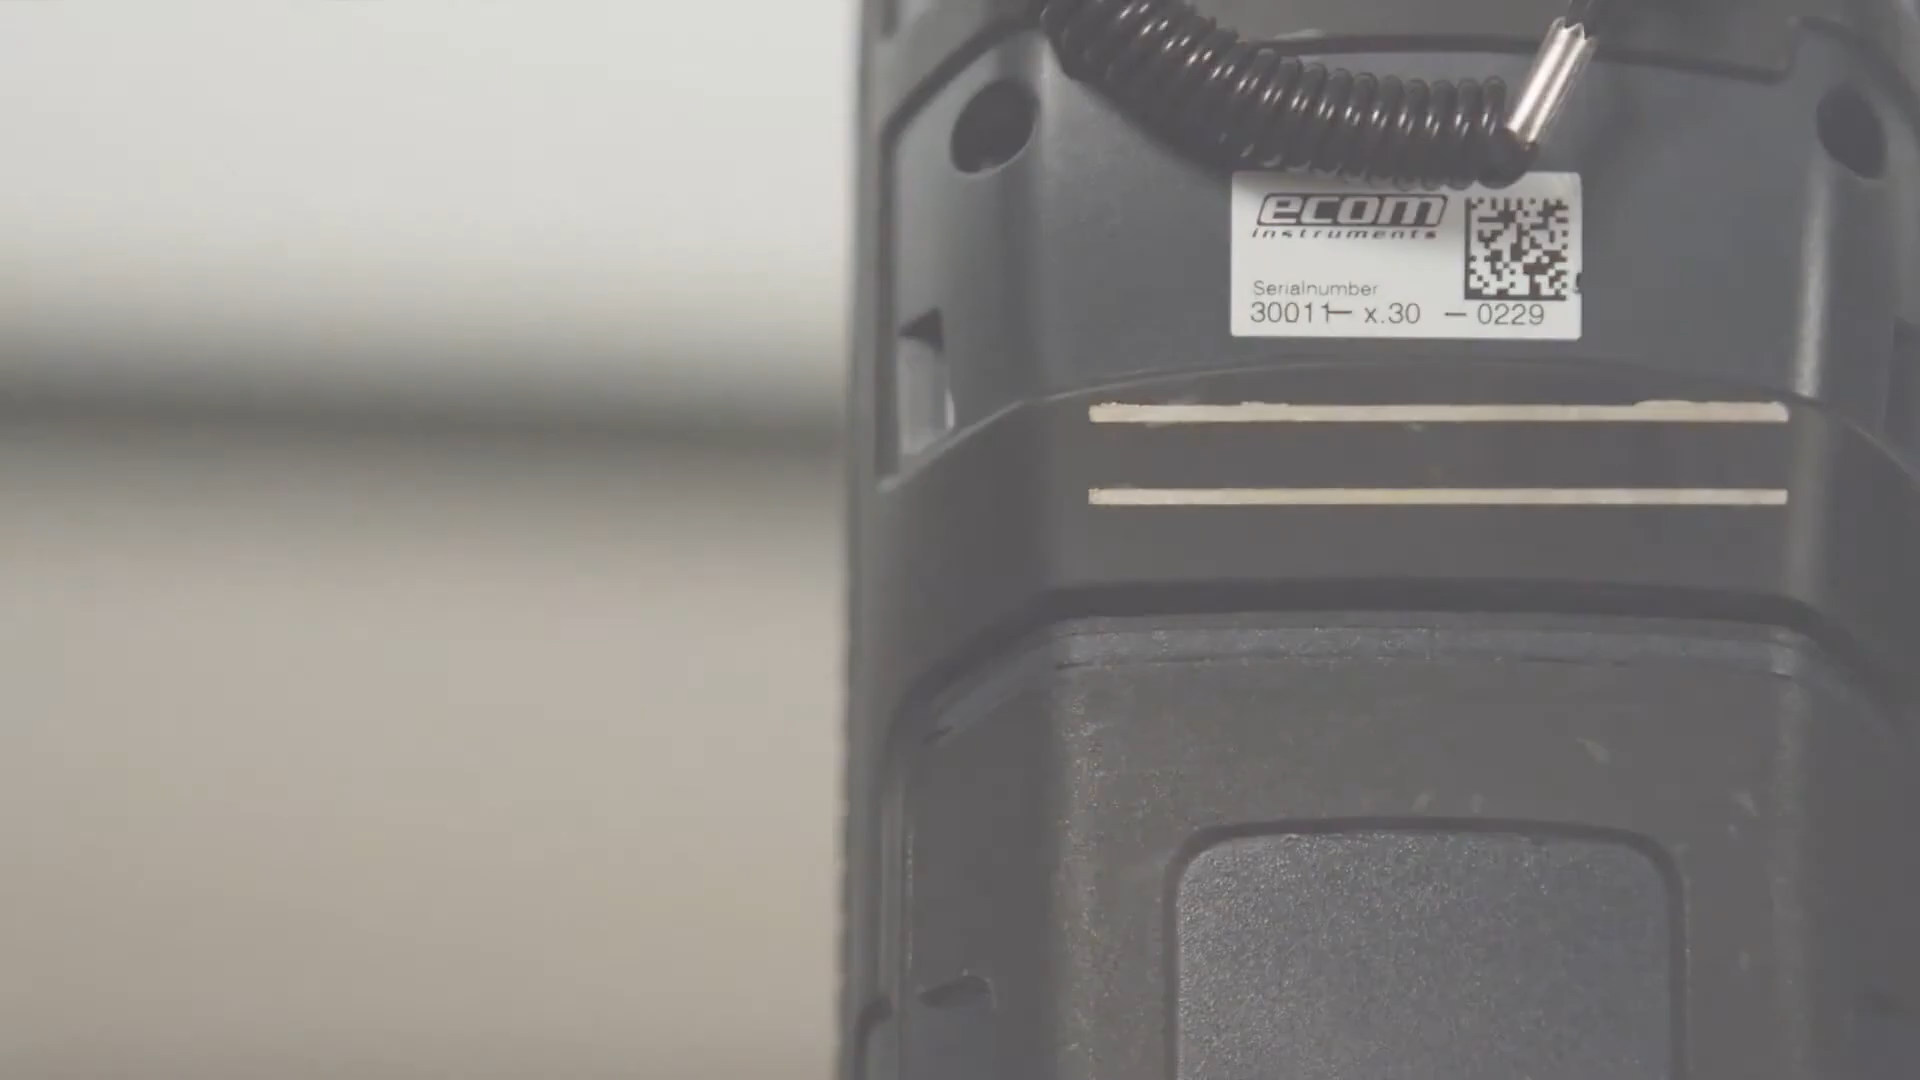 ecom
instruments
Serialnumber
30011— x.30 — 0229